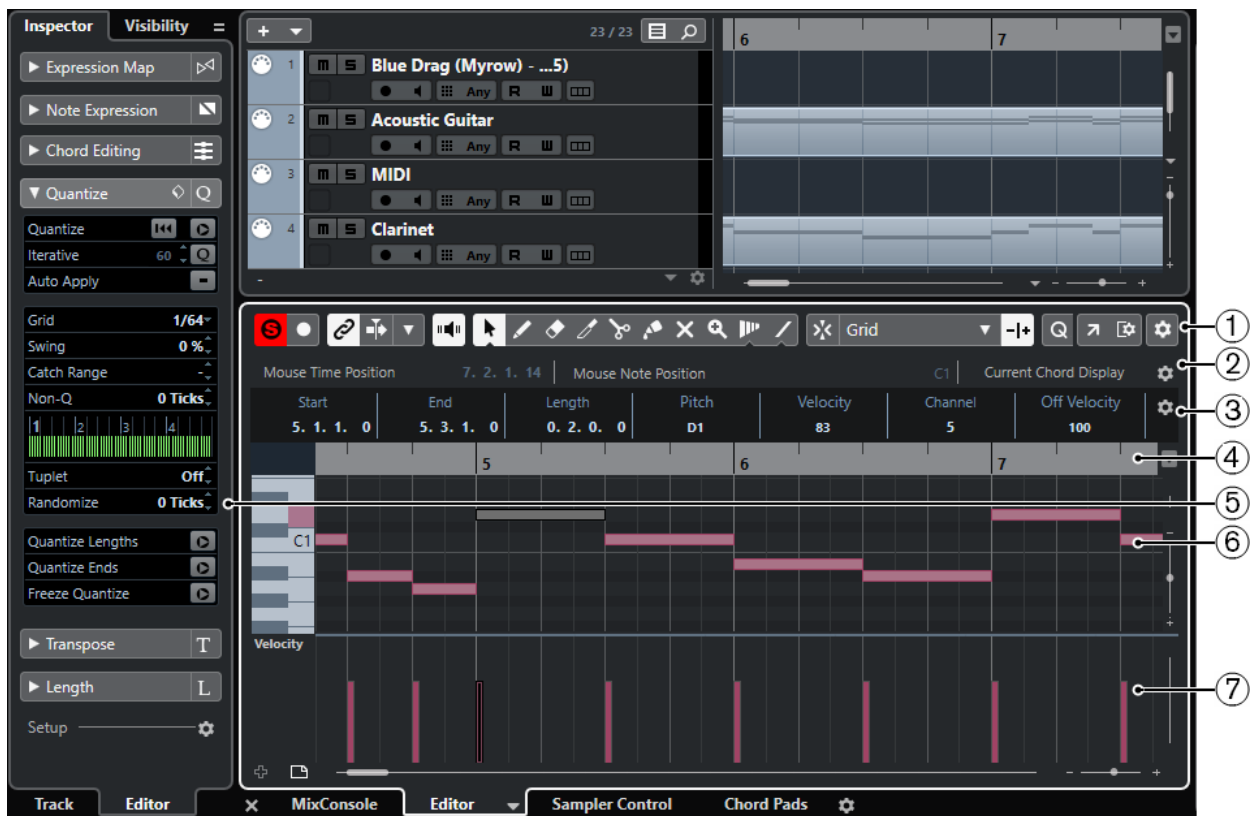 Inspector Visibility
Expression Map
Note Expression
Chord Editing
Quantize Q
Quantize
Iterative 60 Q
Auto Apply
Grid 1/64
Swing 0 %
Catch Range -
Non-Q 0 Ticks
1 2 3 4
Tuplet Off
Randomize 0 Ticks
Quantize Lengths
Quantize Ends
Freeze Quantize
Transpose T
Length L
Setup
Track Editor
+ 23 / 23
1 m S Blue Drag (Myrow) - ...5)
Any R W
2 m S Acoustic Guitar
Any R W
3 m S MIDI
Any R W
4 m S Clarinet
Any R W
-
6 7
- +
S Grid Q
Mouse Time Position 7. 2. 1. 14 Mouse Note Position C1 Current Chord Display
Start End Length Pitch Velocity Channel Off Velocity
5. 1. 1. 0 5. 3. 1. 0 0. 2. 0. 0 D1 83 5 100
5 6 7
C1
Velocity
- +
MixConsole Editor Sampler Control Chord Pads
1
2
3
4
5
6
7